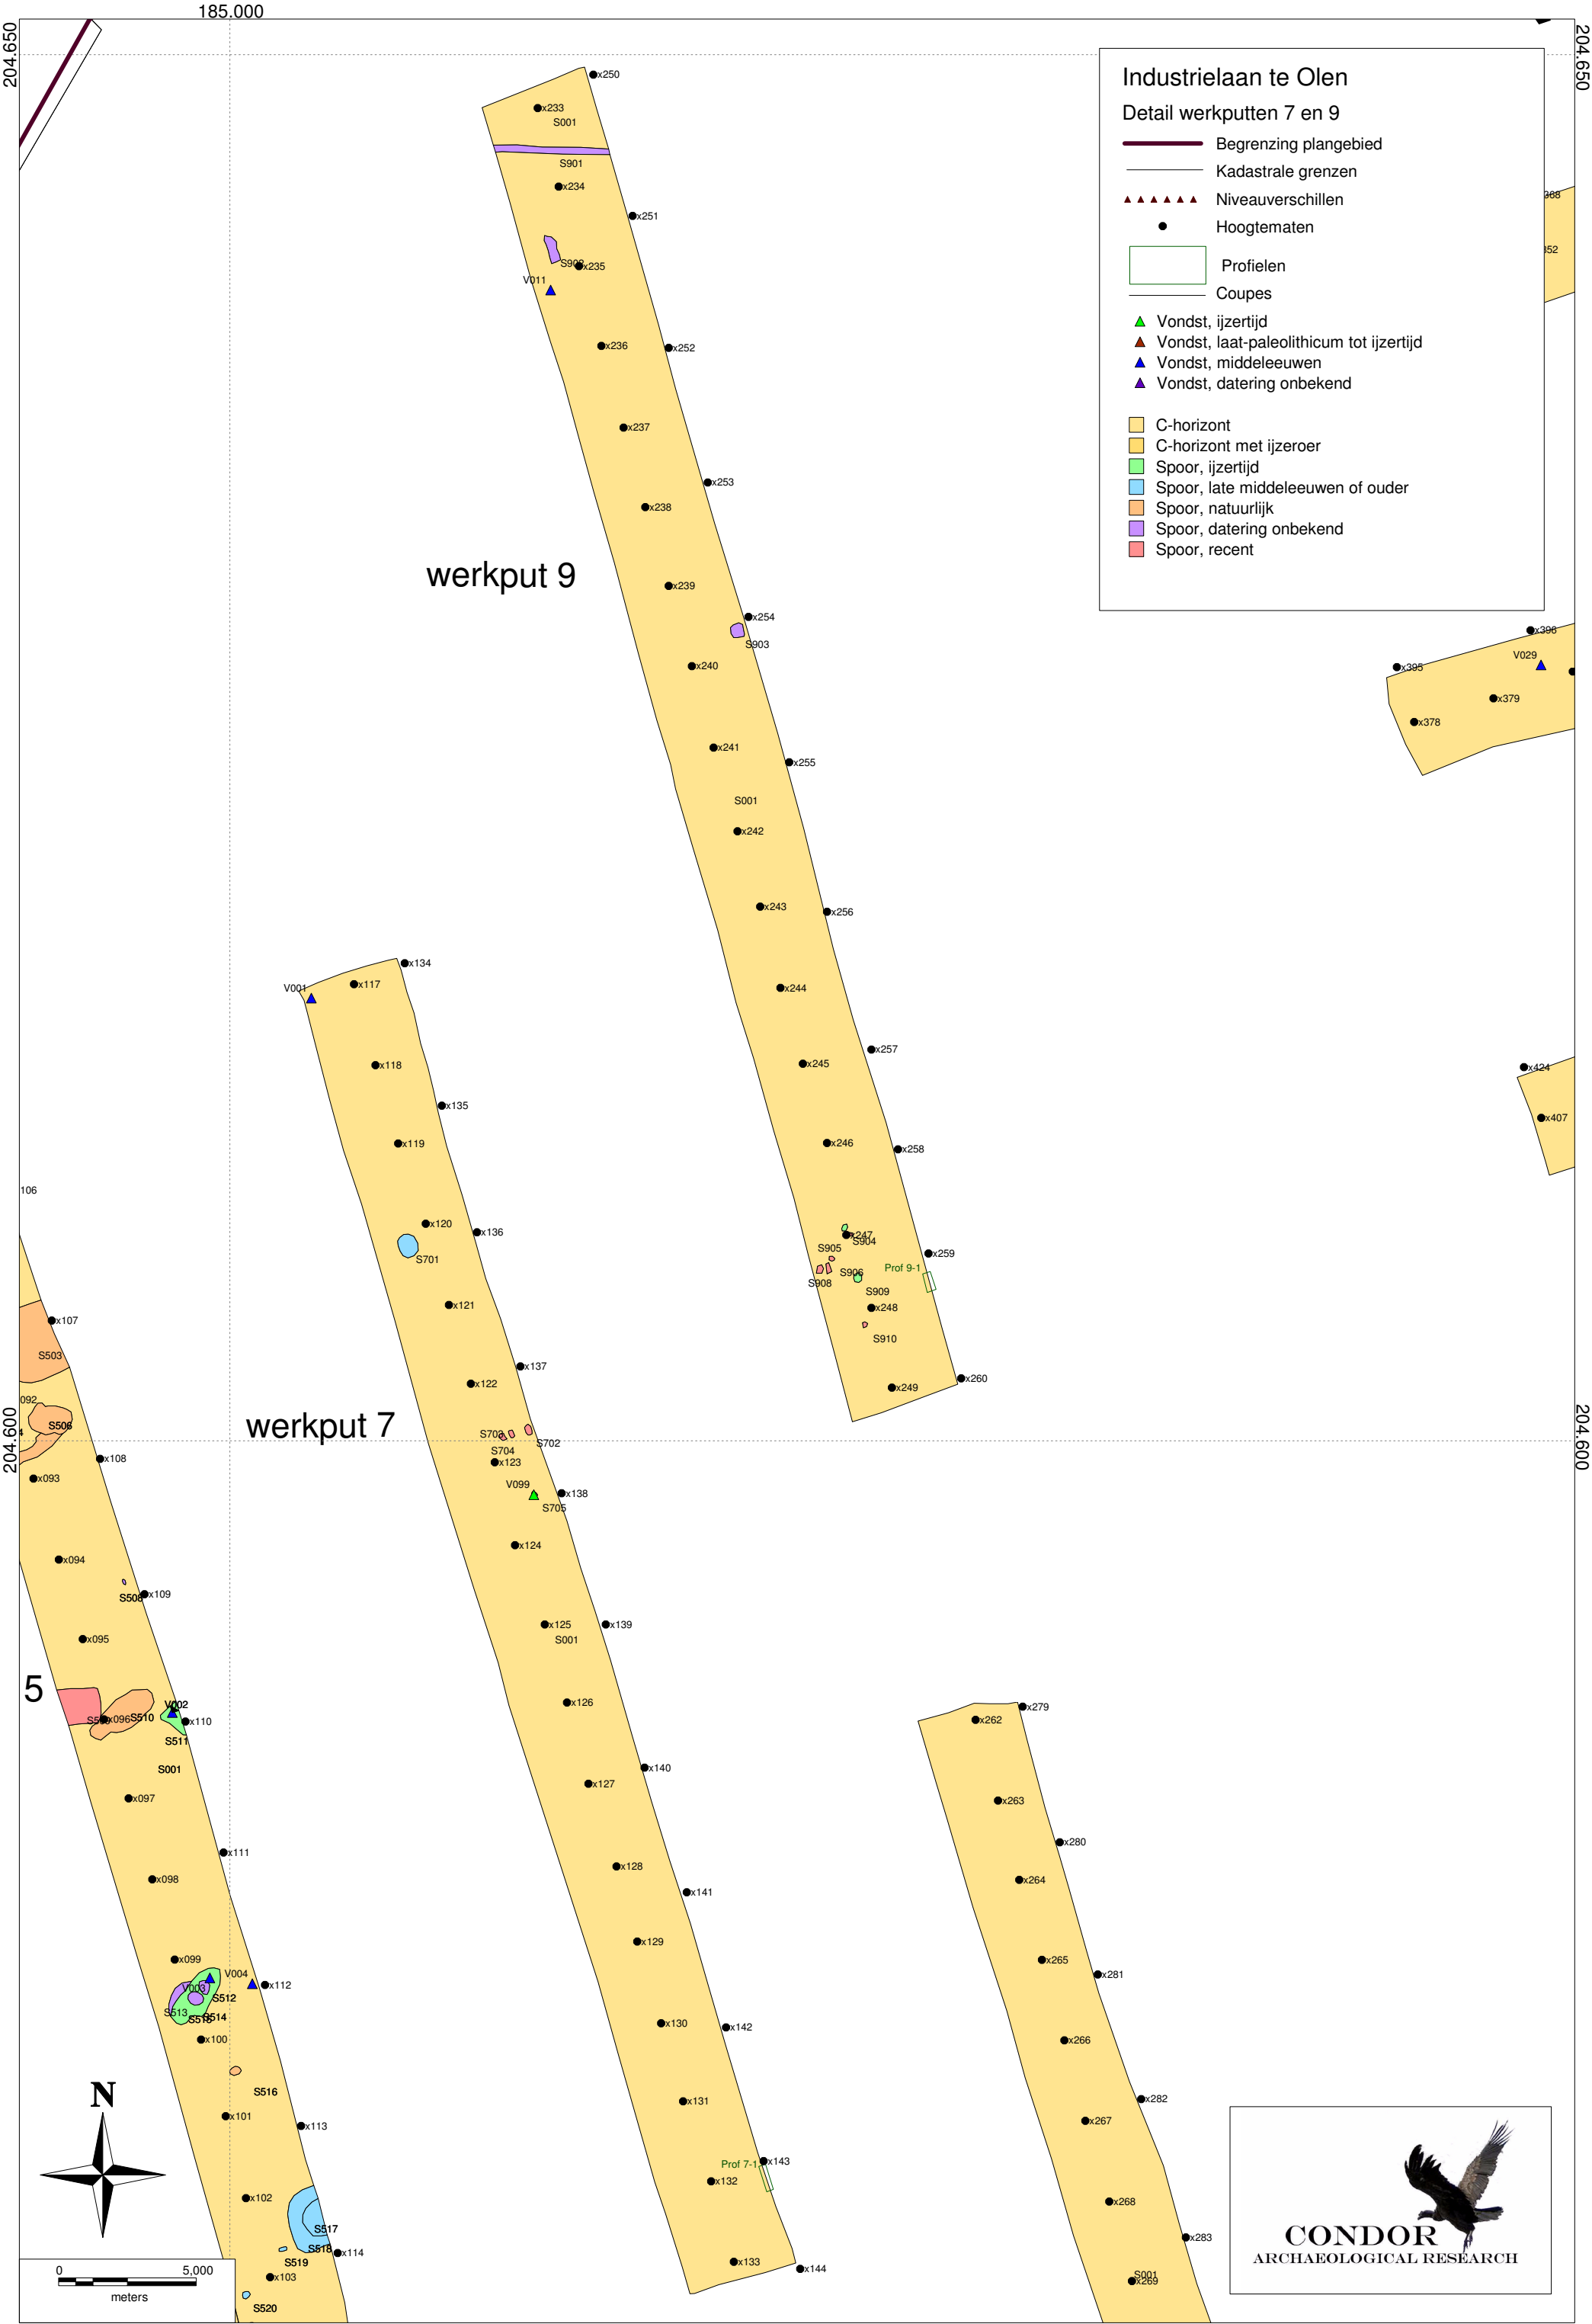 185.000
204.650
204.650
Industrielaan te Olen
Detail werkputten 7 en 9
Begrenzing plangebied
Kadastrale grenzen
Niveauverschillen
Hoogtematen
Profielen
Coupes
Vondst, ijzertijd
Vondst, laat-paleolithicum tot ijzertijd
Vondst, middeleeuwen
Vondst, datering onbekend
C-horizont
C-horizont met ijzeroer
Spoor, ijzertijd
Spoor, late middeleeuwen of ouder
Spoor, natuurlijk
Spoor, datering onbekend
Spoor, recent
x250
x233
S001
S901
x234
x251
S902
x235
V011
x236
x252
x237
x253
x238
werkput 9
x239
x254
S903
x240
x241
x255
S001
x242
x243
x256
x244
x257
x245
x246
x258
x247
S904
S905
x259
S906
Prof 9-1
S908
S909
x248
S910
x260
x249
368
352
x396
V029
x395
x379
x378
x424
x407
x134
x117
V001
x118
x135
x119
x120
x136
S701
x121
x137
x122
werkput 7
S703
S702
S704
x123
V099
x138
S705
x124
x125
x139
S001
x126
x140
x127
x128
x141
x129
x130
x142
x131
Prof 7-1
x143
x132
x133
x144
106
x107
S503
092
S506
204.600
204.600
x108
x093
x094
S508
x109
x095
5
V002
x096
S510
x110
S511
S001
x097
x111
x098
x099
V004
x112
V003
S512
S513
S514
x100
S516
x101
x113
x102
S517
S518
x114
S519
x103
S520
x279
x262
x263
x280
x264
x265
x281
x266
x282
x267
x268
x283
S001
x269
N
0
5,000
meters
CONDOR
ARCHAEOLOGICAL RESEARCH